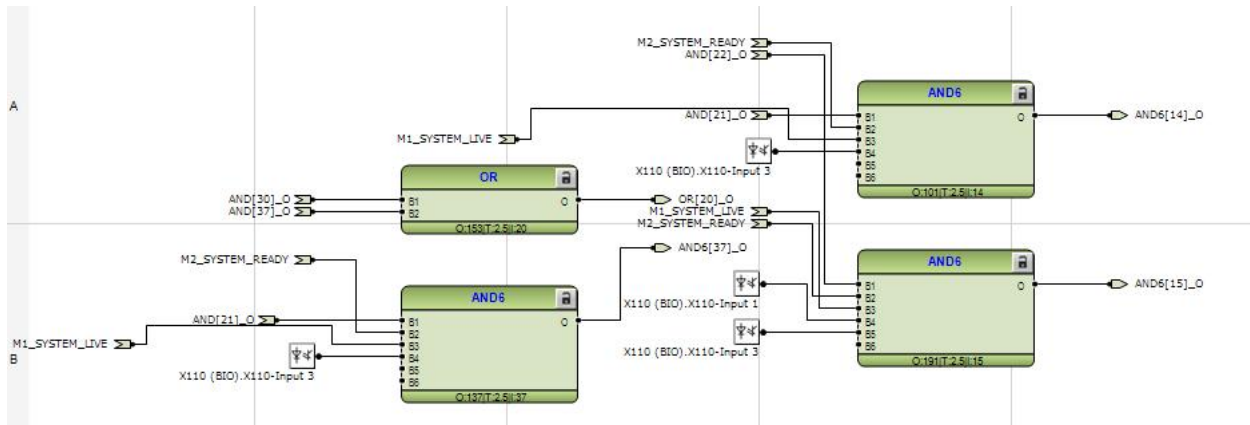 A
M2_SYSTEM_READY
AND[22]_O
AND6
AND[21]_O
B1
O
AND6[14]_O
B2
M1_SYSTEM_LIVE
B3
B4
X110 (BIO).X110-Input 3
B5
B6
O:101|T:2.5|I:14
OR
AND[30]_O
B1
O
OR[20]_O
AND[37]_O
B2
O:153|T:2.5|I:20
M1_SYSTEM_LIVE
M2_SYSTEM_READY
AND6[37]_O
B
M2_SYSTEM_READY
AND6
AND[21]_O
B1
O
B2
M1_SYSTEM_LIVE
B3
B4
X110 (BIO).X110-Input 3
B5
B6
O:137|T:2.5|I:37
AND6
B1
O
AND6[15]_O
B2
X110 (BIO).X110-Input 1
B3
B4
B5
B6
X110 (BIO).X110-Input 3
O:191|T:2.5|I:15